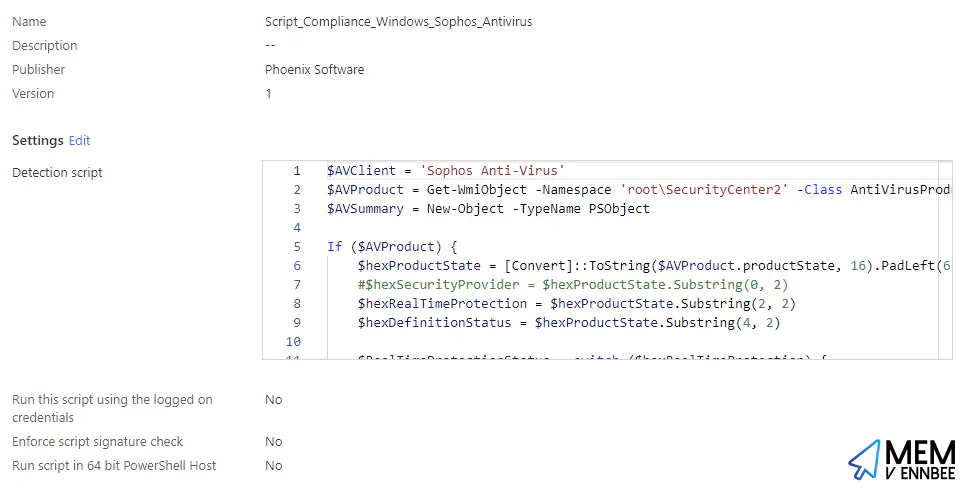 Name Script_Compliance_Windows_Sophos_Antivirus
Description --
Publisher Phoenix Software
Version 1
Settings Edit
Detection script
1 $AVClient = 'Sophos Anti-Virus'
2 $AVProduct = Get-WmiObject -Namespace 'root\SecurityCenter2' -Class AntiVirusProd
3 $AVSummary = New-Object -TypeName PSObject
4
5 If ($AVProduct) {
6 $hexProductState = [Convert]::ToString($AVProduct.productState, 16).PadLeft(6
7 #$hexSecurityProvider = $hexProductState.Substring(0, 2)
8 $hexRealTimeProtection = $hexProductState.Substring(2, 2)
9 $hexDefinitionStatus = $hexProductState.Substring(4, 2)
10
11 $RealTimeProtectionStatus = switch ($hexRealTimeProtection) {
Run this script using the logged on No
credentials
Enforce script signature check No
Run script in 64 bit PowerShell Host No
MEM
V ENNBEE